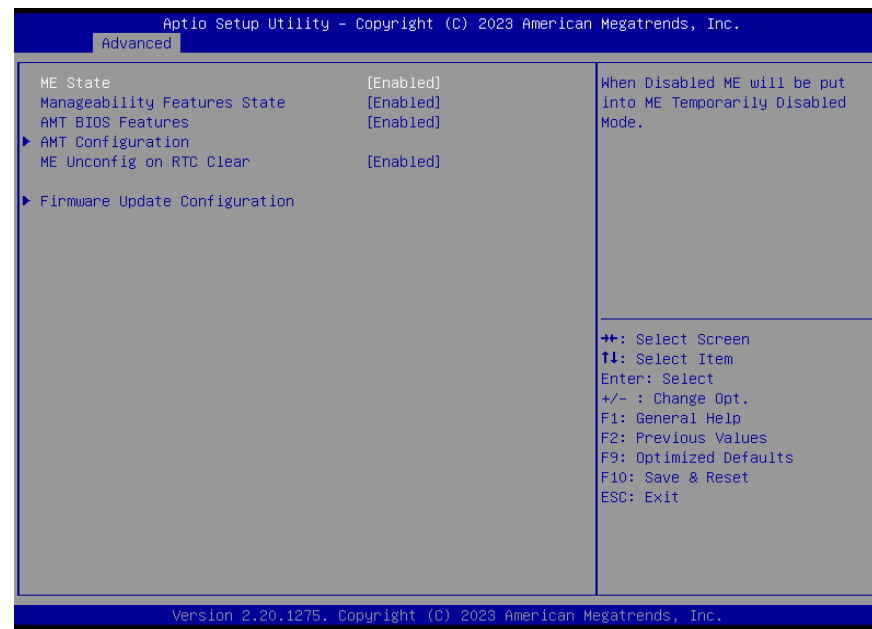 Aptio Setup Utility – Copyright (C) 2023 American Megatrends, Inc.
Advanced
ME State [Enabled]
Manageability Features State [Enabled]
AMT BIOS Features [Enabled]
AMT Configuration
ME Unconfig on RTC Clear [Enabled]
Firmware Update Configuration
When Disabled ME will be put
into ME Temporarily Disabled
Mode.
→←: Select Screen
↑↓: Select Item
Enter: Select
+/- : Change Opt.
F1: General Help
F2: Previous Values
F9: Optimized Defaults
F10: Save & Reset
ESC: Exit
Version 2.20.1275. Copyright (C) 2023 American Megatrends, Inc.